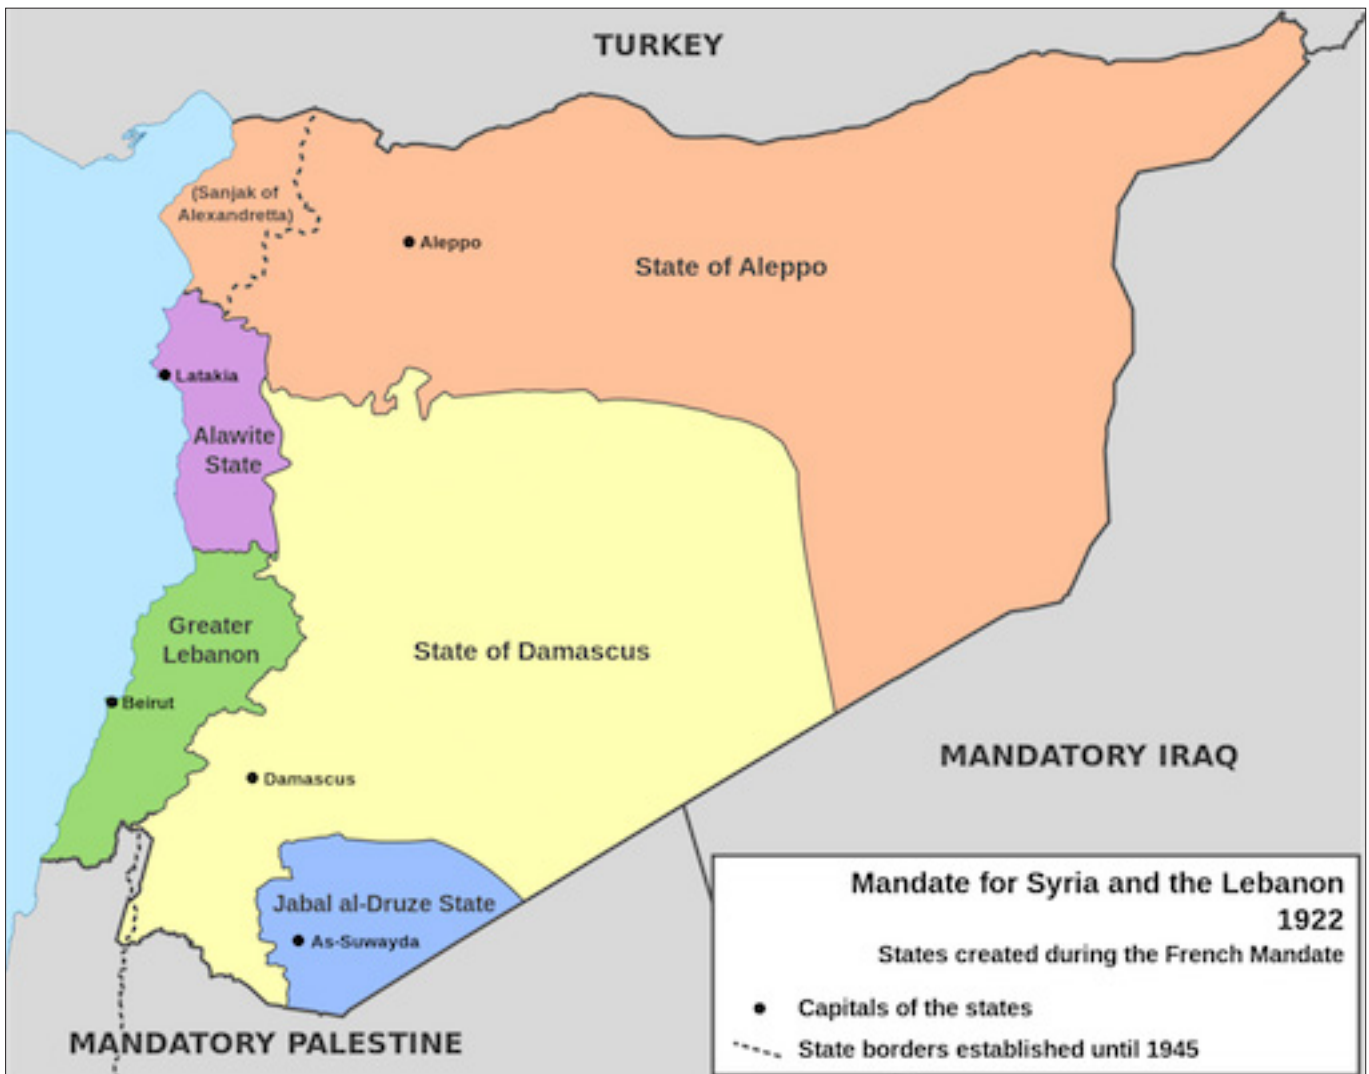 TURKEY
(Sanjak of
Alexandretta)
Aleppo
State of Aleppo
Latakia
Alawite
State
Greater
Lebanon
State of Damascus
Beirut
Damascus
MANDATORY IRAQ
Jabal al-Druze State
As-Suwayda
MANDATORY PALESTINE
Mandate for Syria and the Lebanon
1922
States created during the French Mandate
Capitals of the states
State borders established until 1945